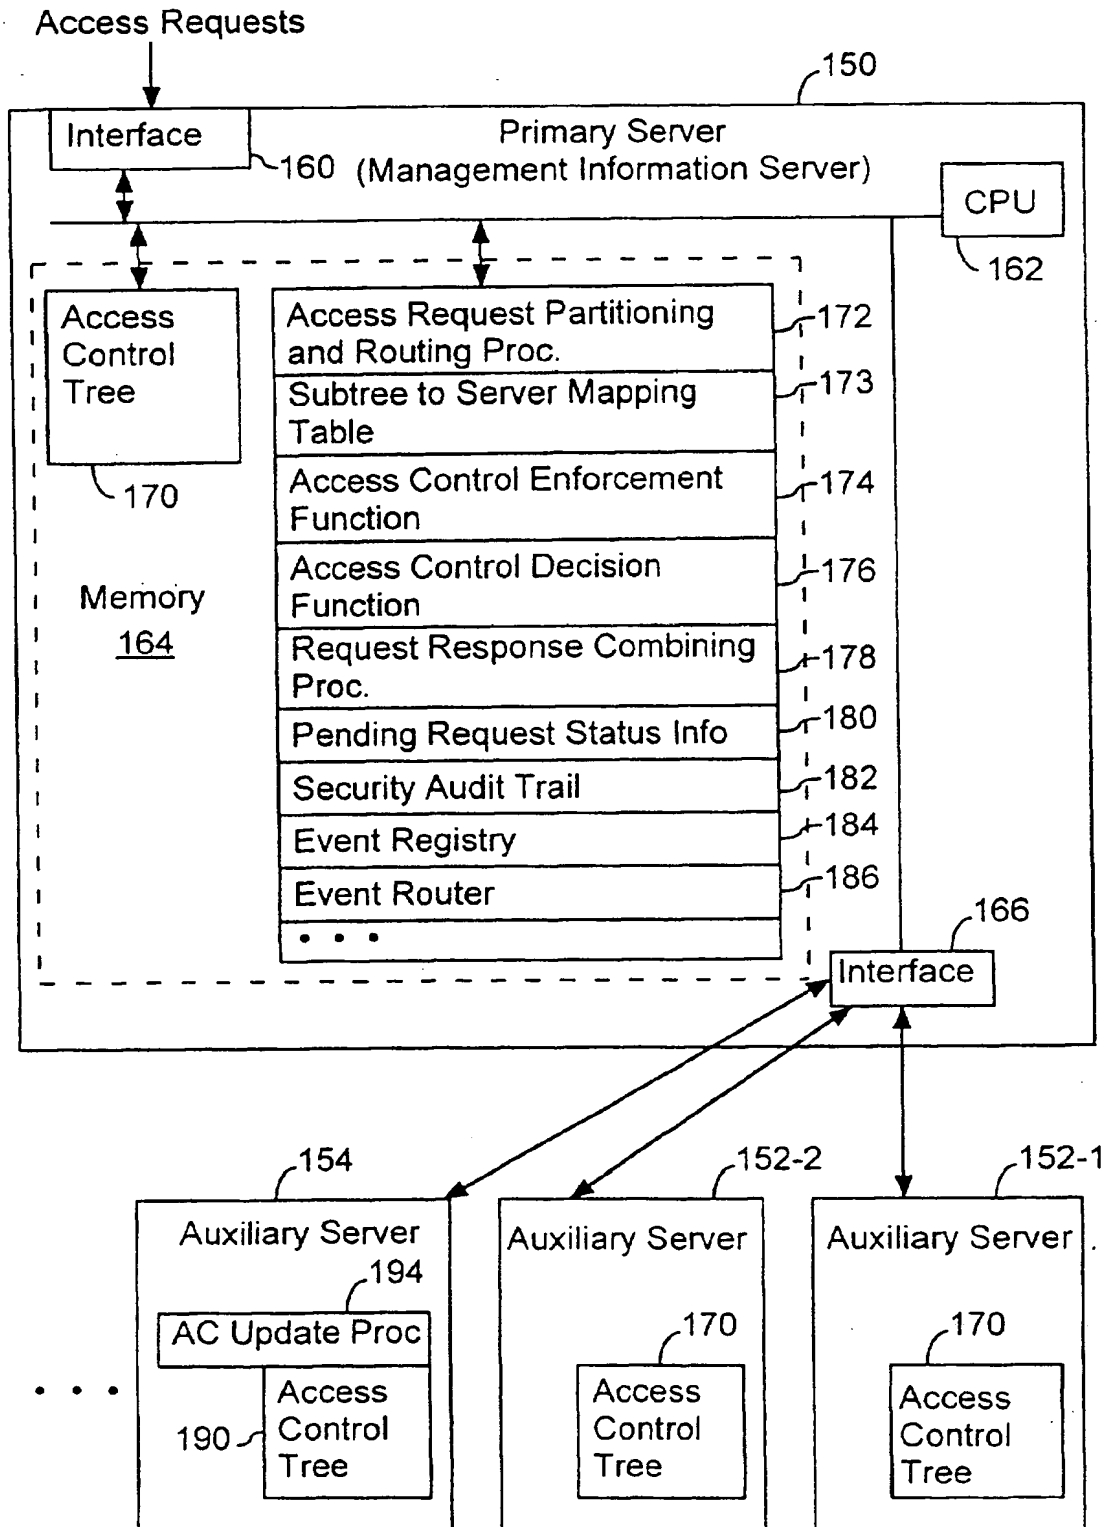 Access Requests
150
Interface
Primary Server
160
(Management Information Server)
CPU
162
Access
Control
Tree
170
Access Request Partitioning
and Routing Proc.
172
Subtree to Server Mapping
Table
173
Access Control Enforcement
Function
174
Access Control Decision
Function
176
Memory
164
Request Response Combining
Proc.
178
Pending Request Status Info
180
Security Audit Trail
182
Event Registry
184
Event Router
186
• • •
166
Interface
154
Auxiliary Server
194
AC Update Proc
190
Access
Control
Tree
152-2
Auxiliary Server
170
Access
Control
Tree
152-1
Auxiliary Server
170
Access
Control
Tree
• • •